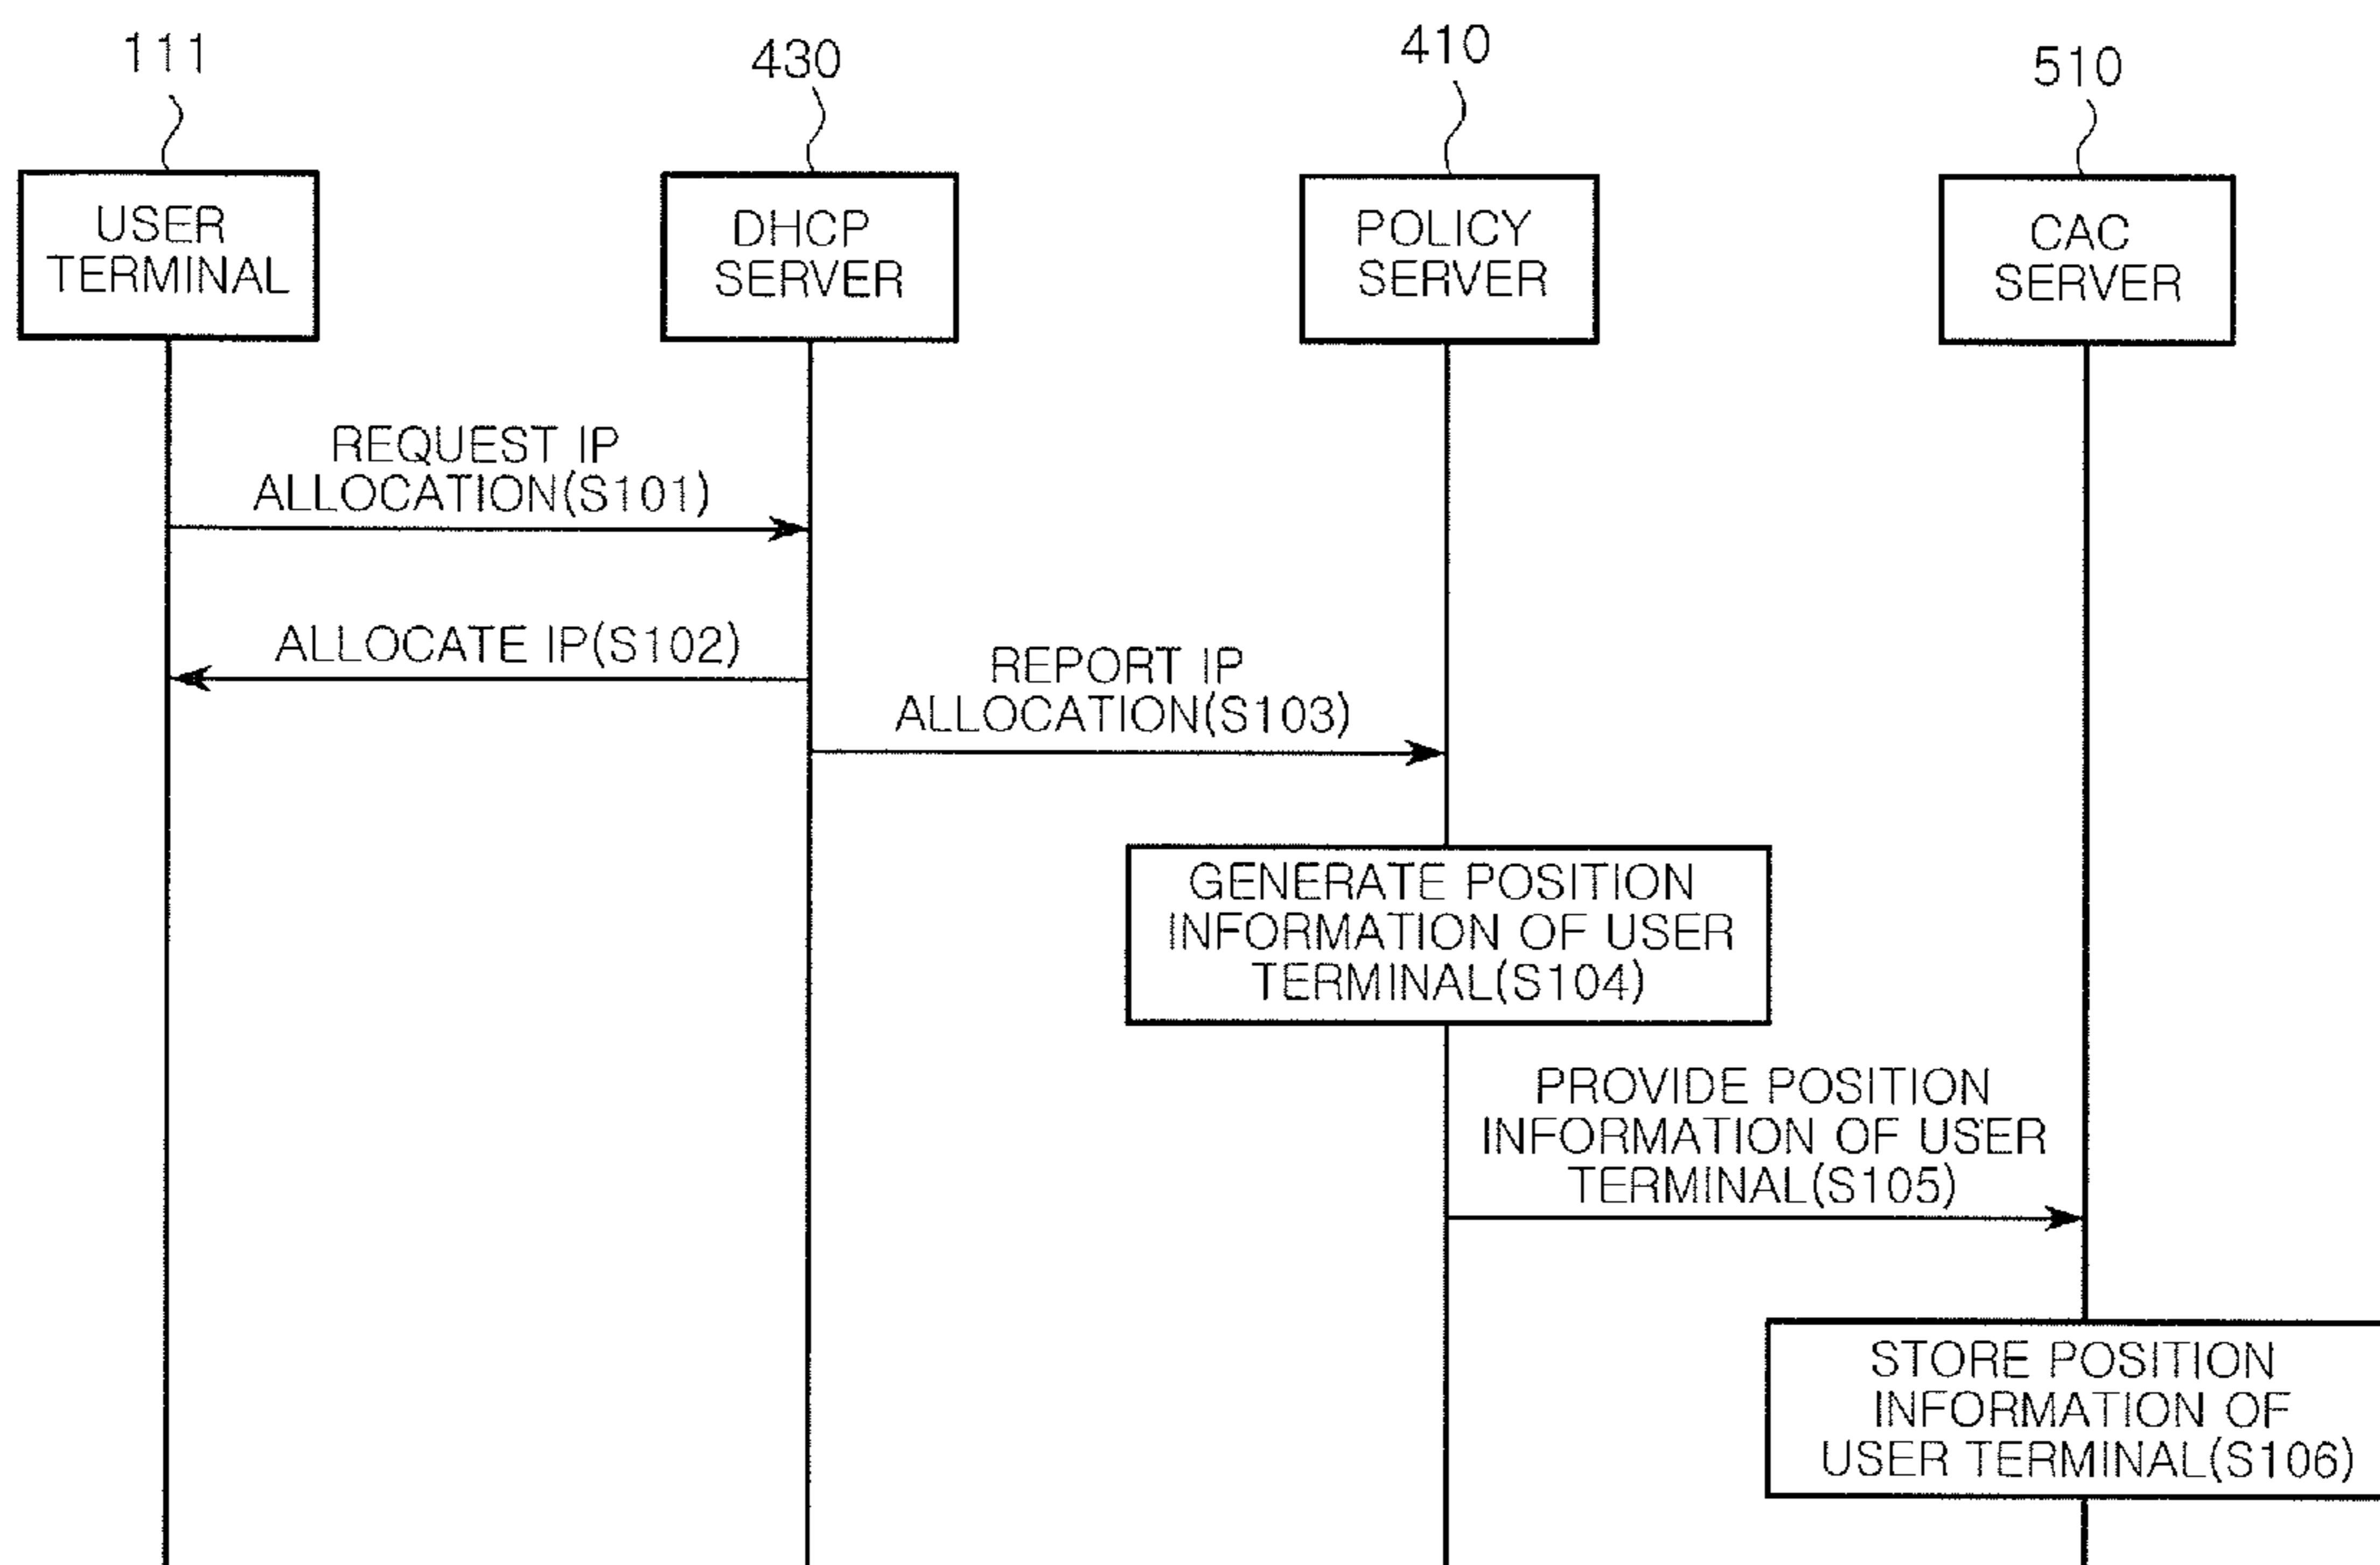 111
430
410
510
USER
TERMINAL
DHCP
SERVER
POLICY
SERVER
CAC
SERVER
REQUEST IP
ALLOCATION(S101)
ALLOCATE IP(S102)
REPORT IP
ALLOCATION(S103)
GENERATE POSITION
INFORMATION OF USER
TERMINAL(S104)
PROVIDE POSITION
INFORMATION OF USER
TERMINAL(S105)
STORE POSITION
INFORMATION OF
USER TERMINAL(S106)